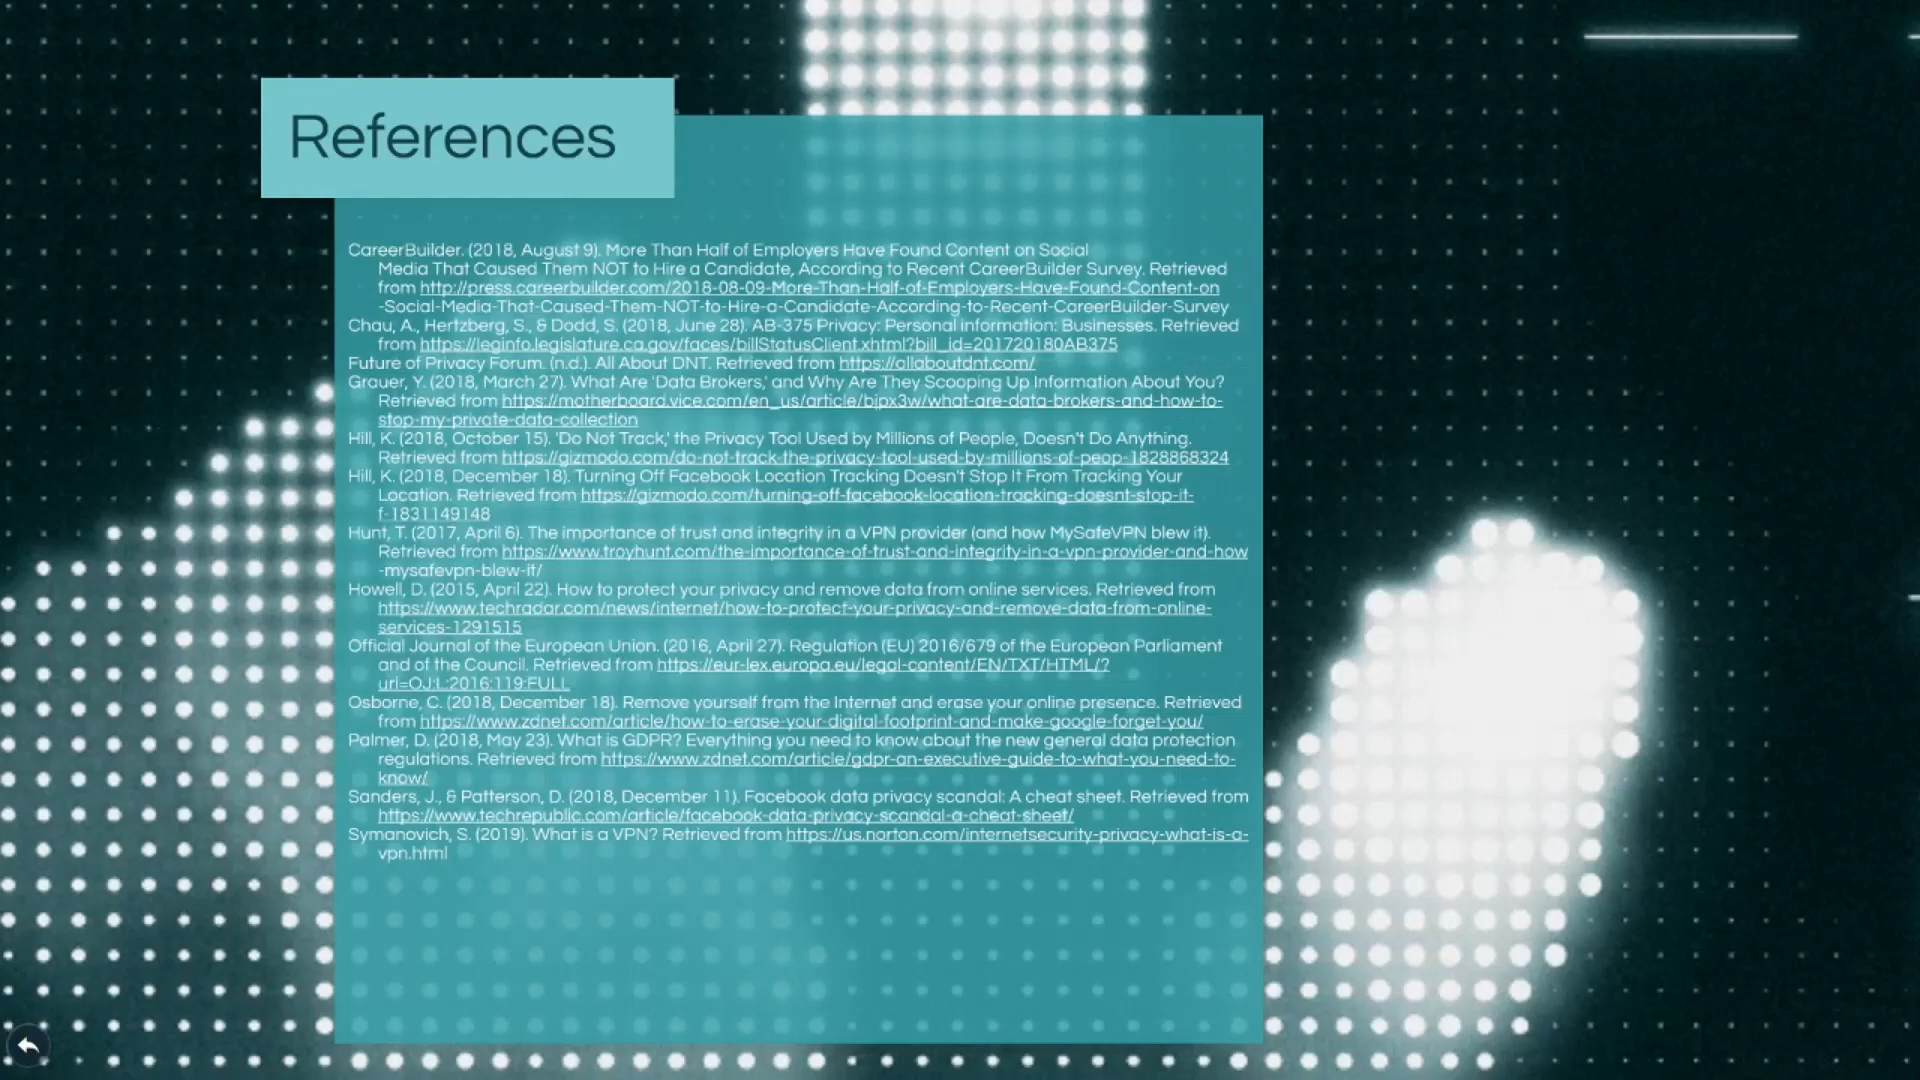 References
CareerBuilder. (2018, August 9). More Than Half of Employers Have Found Content on Social
Media That Caused Them NOT to Hire a Candidate, According to Recent CareerBuilder Survey. Retrieved
from http://press.careerbuilder.com/2018-08-09-More-Than-Half-of-Employers-Have-Found-Content-on
-Social-Media-That-Caused-Them-NOT-to-Hire-a-Candidate-According-to-Recent-CareerBuilder-Survey
Chau, A., Hertzberg, S., & Dodd, S. (2018, June 28). AB-375 Privacy: Personal information: Businesses. Retrieved
from https://leginfo.legislature.ca.gov/faces/billStatusClient.xhtml?bill_id=201720180AB375
Future of Privacy Forum. (n.d.). All About DNT. Retrieved from https://allaboutdnt.com/
Grauer, Y. (2018, March 27). What Are 'Data Brokers,' and Why Are They Scooping Up Information About You?
Retrieved from https://motherboard.vice.com/en_us/article/bjpx3w/what-are-data-brokers-and-how-to-
stop-my-private-data-collection
Hill, K. (2018, October 15). 'Do Not Track,' the Privacy Tool Used by Millions of People, Doesn't Do Anything.
Retrieved from https://gizmodo.com/do-not-track-the-privacy-tool-used-by-millions-of-peop-1828868324
Hill, K. (2018, December 18). Turning Off Facebook Location Tracking Doesn't Stop It From Tracking Your
Location. Retrieved from https://gizmodo.com/turning-off-facebook-location-tracking-doesnt-stop-it-
f-1831149148
Hunt, T. (2017, April 6). The importance of trust and integrity in a VPN provider (and how MySafeVPN blew it).
Retrieved from https://www.troyhunt.com/the-importance-of-trust-and-integrity-in-a-vpn-provider-and-how
-mysafevpn-blew-it/
Howell, D. (2015, April 22). How to protect your privacy and remove data from online services. Retrieved from
https://www.techradar.com/news/internet/how-to-protect-your-privacy-and-remove-data-from-online-
services-1291515
Official Journal of the European Union. (2016, April 27). Regulation (EU) 2016/679 of the European Parliament
and of the Council. Retrieved from https://eur-lex.europa.eu/legal-content/EN/TXT/HTML/?
uri=OJ:L:2016:119:FULL
Osborne, C. (2018, December 18). Remove yourself from the Internet and erase your online presence. Retrieved
from https://www.zdnet.com/article/how-to-erase-your-digital-footprint-and-make-google-forget-you/
Palmer, D. (2018, May 23). What is GDPR? Everything you need to know about the new general data protection
regulations. Retrieved from https://www.zdnet.com/article/gdpr-an-executive-guide-to-what-you-need-to-
know/
Sanders, J., & Patterson, D. (2018, December 11). Facebook data privacy scandal: A cheat sheet. Retrieved from
https://www.techrepublic.com/article/facebook-data-privacy-scandal-a-cheat-sheet/
Symanovich, S. (2019). What is a VPN? Retrieved from https://us.norton.com/internetsecurity-privacy-what-is-a-
vpn.html